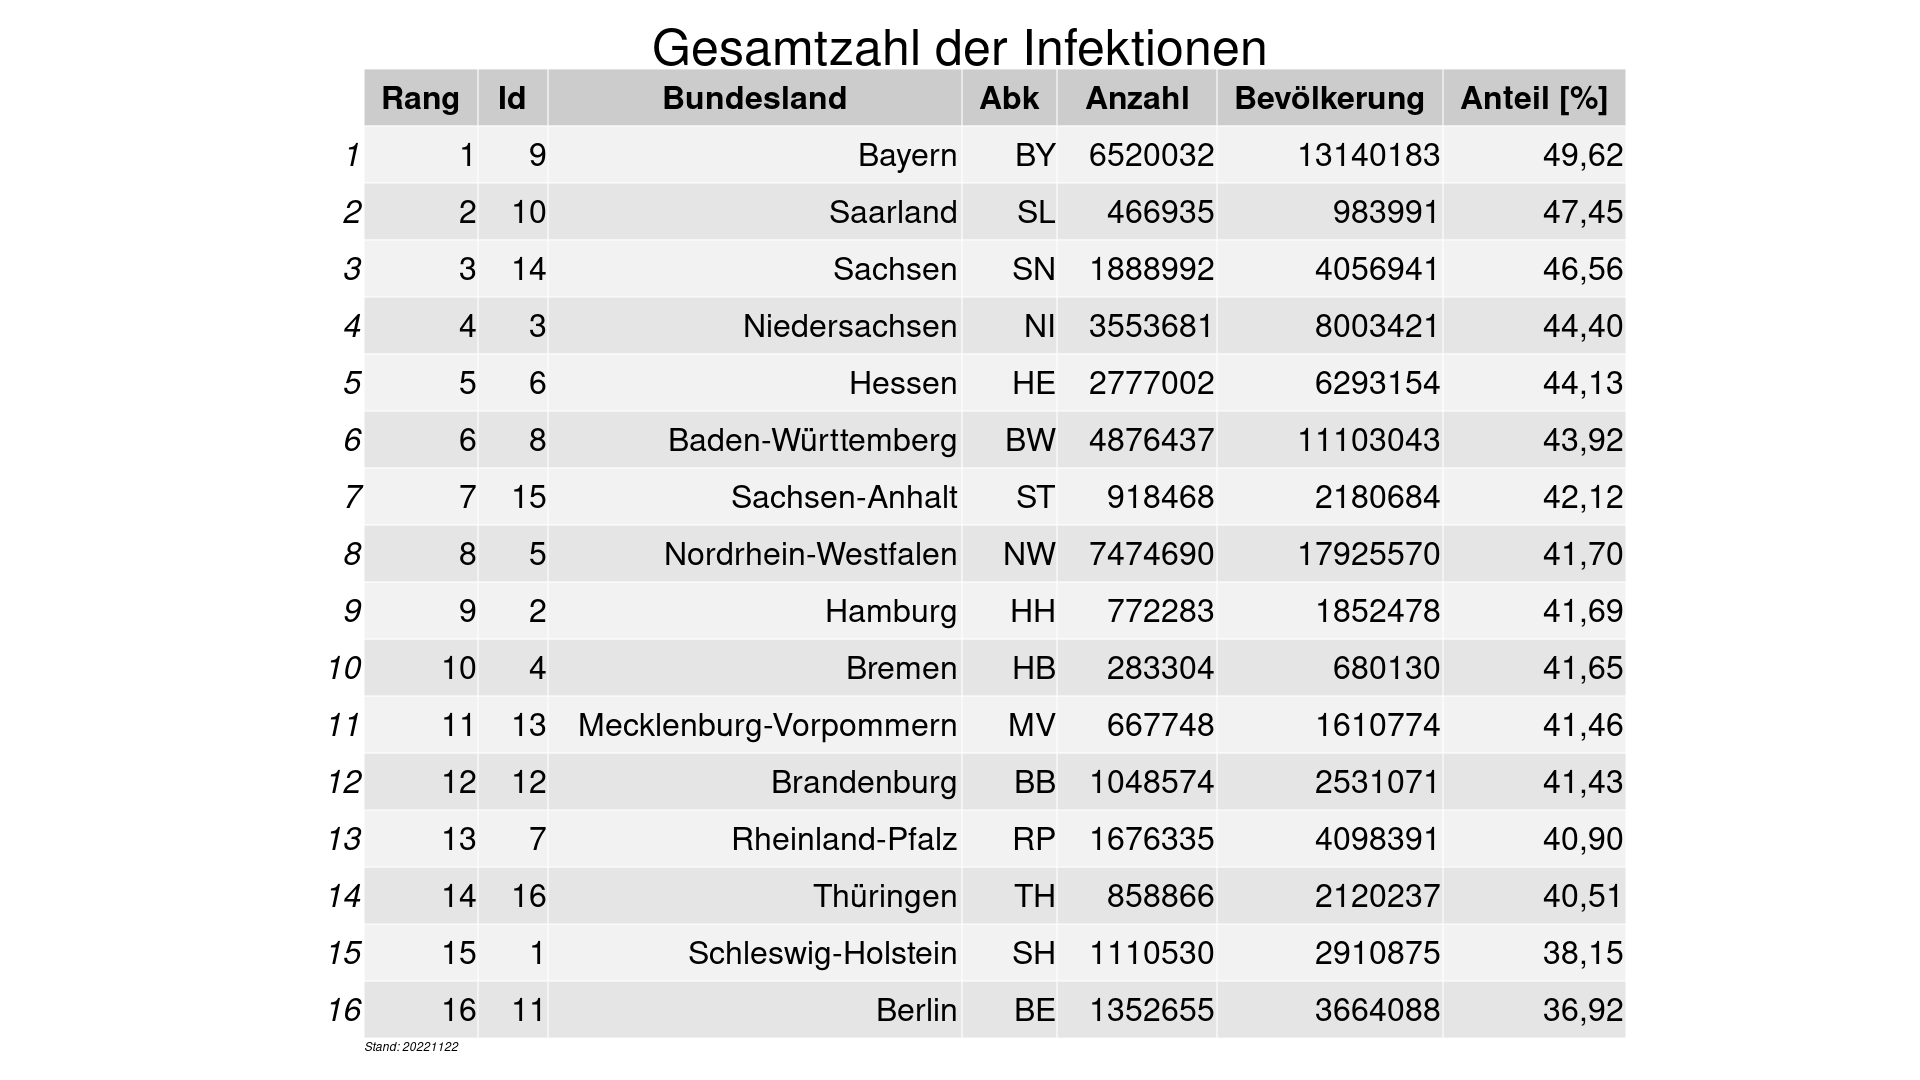 Gesamtzahl der Infektionen
Rang Id Bundesland Abk Anzahl Bevölkerung Anteil [%]
1 1 9 Bayern BY 6520032 13140183 49,62
2 2 10 Saarland SL 466935 983991 47,45
3 3 14 Sachsen SN 1888992 4056941 46,56
4 4 3 Niedersachsen NI 3553681 8003421 44,40
5 5 6 Hessen HE 2777002 6293154 44,13
6 6 8 Baden-Württemberg BW 4876437 11103043 43,92
7 7 15 Sachsen-Anhalt ST 918468 2180684 42,12
8 8 5 Nordrhein-Westfalen NW 7474690 17925570 41,70
9 9 2 Hamburg HH 772283 1852478 41,69
10 10 4 Bremen HB 283304 680130 41,65
11 11 13 Mecklenburg-Vorpommern MV 667748 1610774 41,46
12 12 12 Brandenburg BB 1048574 2531071 41,43
13 13 7 Rheinland-Pfalz RP 1676335 4098391 40,90
14 14 16 Thüringen TH 858866 2120237 40,51
15 15 1 Schleswig-Holstein SH 1110530 2910875 38,15
16 16 11 Berlin BE 1352655 3664088 36,92
Stand: 20221122